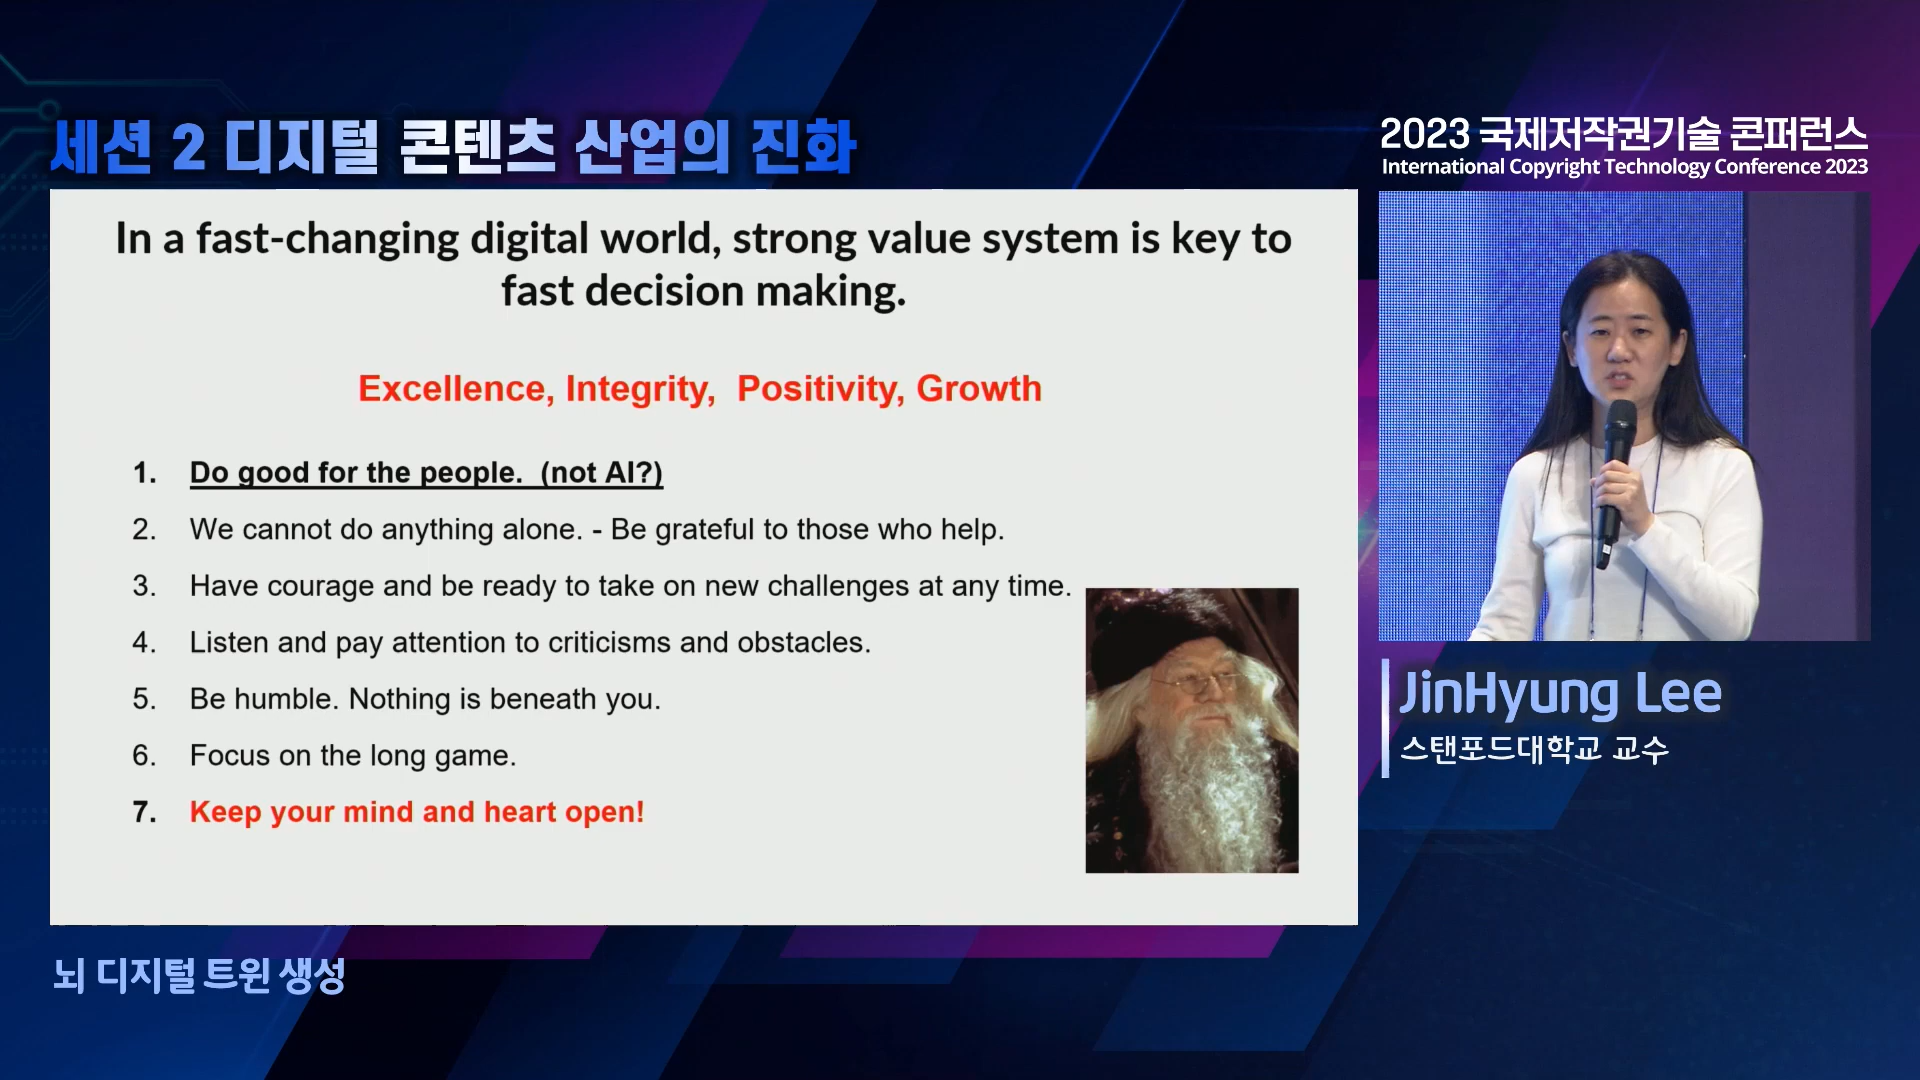 세션 2 디지털 콘텐츠 산업의 진화
2023 국제저작권기술 콘퍼런스
International Copyright Technology Conference 2023
In a fast-changing digital world, strong value system is key to
fast decision making.
Excellence, Integrity,  Positivity, Growth
1. Do good for the people.  (not AI?)
2. We cannot do anything alone. - Be grateful to those who help.
3. Have courage and be ready to take on new challenges at any time.
4. Listen and pay attention to criticisms and obstacles.
5. Be humble. Nothing is beneath you.
6. Focus on the long game.
7. Keep your mind and heart open!
JinHyung Lee
스탠포드대학교 교수
뇌 디지털 트윈 생성